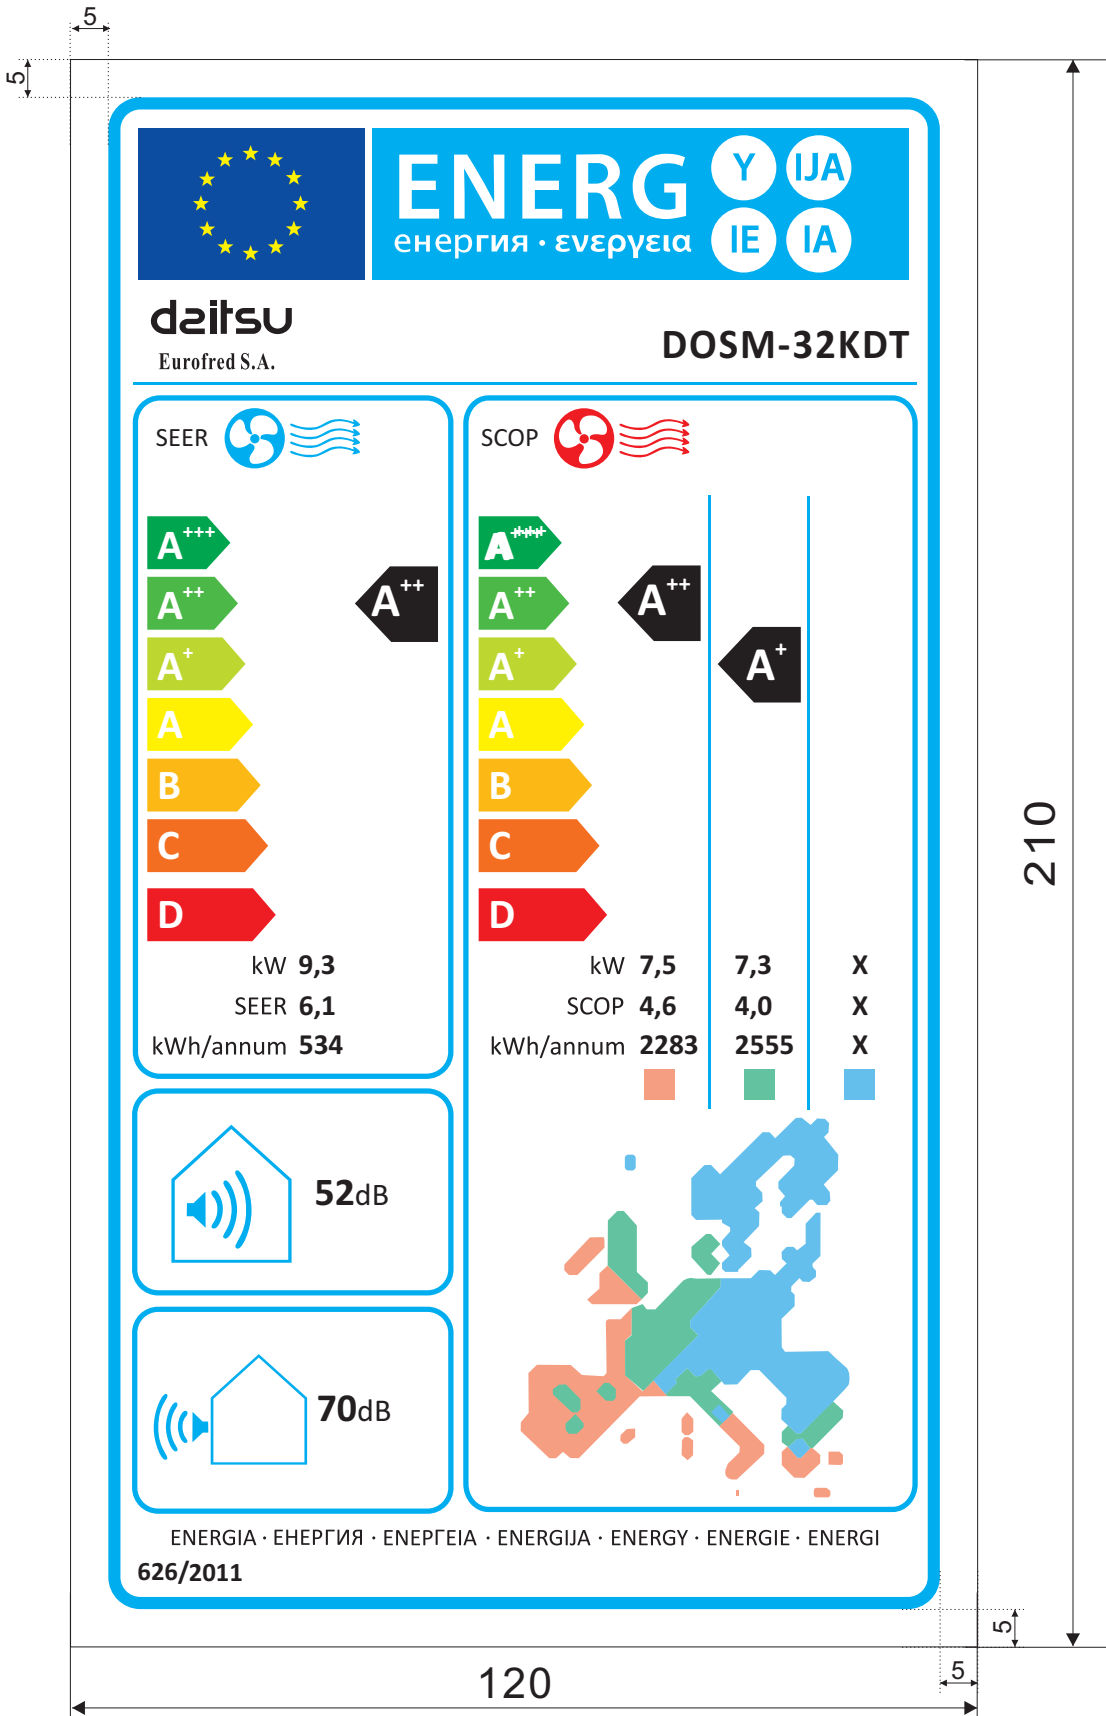 5
5
ENERG Y IJA
енергия · ενεργεια IE IA
daitsu
Eurofred S.A.
DOSM-32KDT
SEER
A+++
A++
A+
A
B
C
D
A++
kW 9,3
SEER 6,1
kWh/annum 534
SCOP
A+++
A++
A+
A
B
C
D
A++
A+
kW 7,5 7,3 X
SCOP 4,6 4,0 X
kWh/annum 2283 2555 X
52dB
70dB
ENERGIA · ЕНЕРГИЯ · ΕΝΕΡΓΕΙΑ · ENERGIJA · ENERGY · ENERGIE · ENERGI
626/2011
210
5
5
120